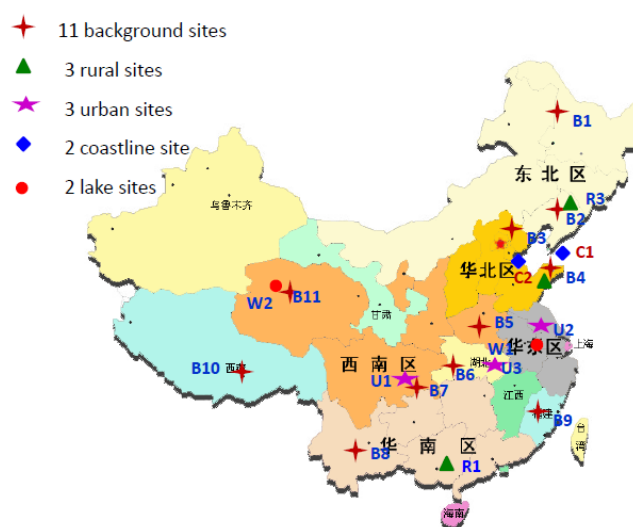 11 background sites
3 rural sites
3 urban sites
2 coastline site
2 lake sites
B1
东北区
乌鲁木齐
R3
B2
B3
C1
华北区
C2
B4
W2
B11
甘肃
B5
U2
W1
华东区
上海
B10
西藏
西南区
湖北
U3
U1
B6
B7
江西
福建
B9
华南区
B8
R1
台湾
海南